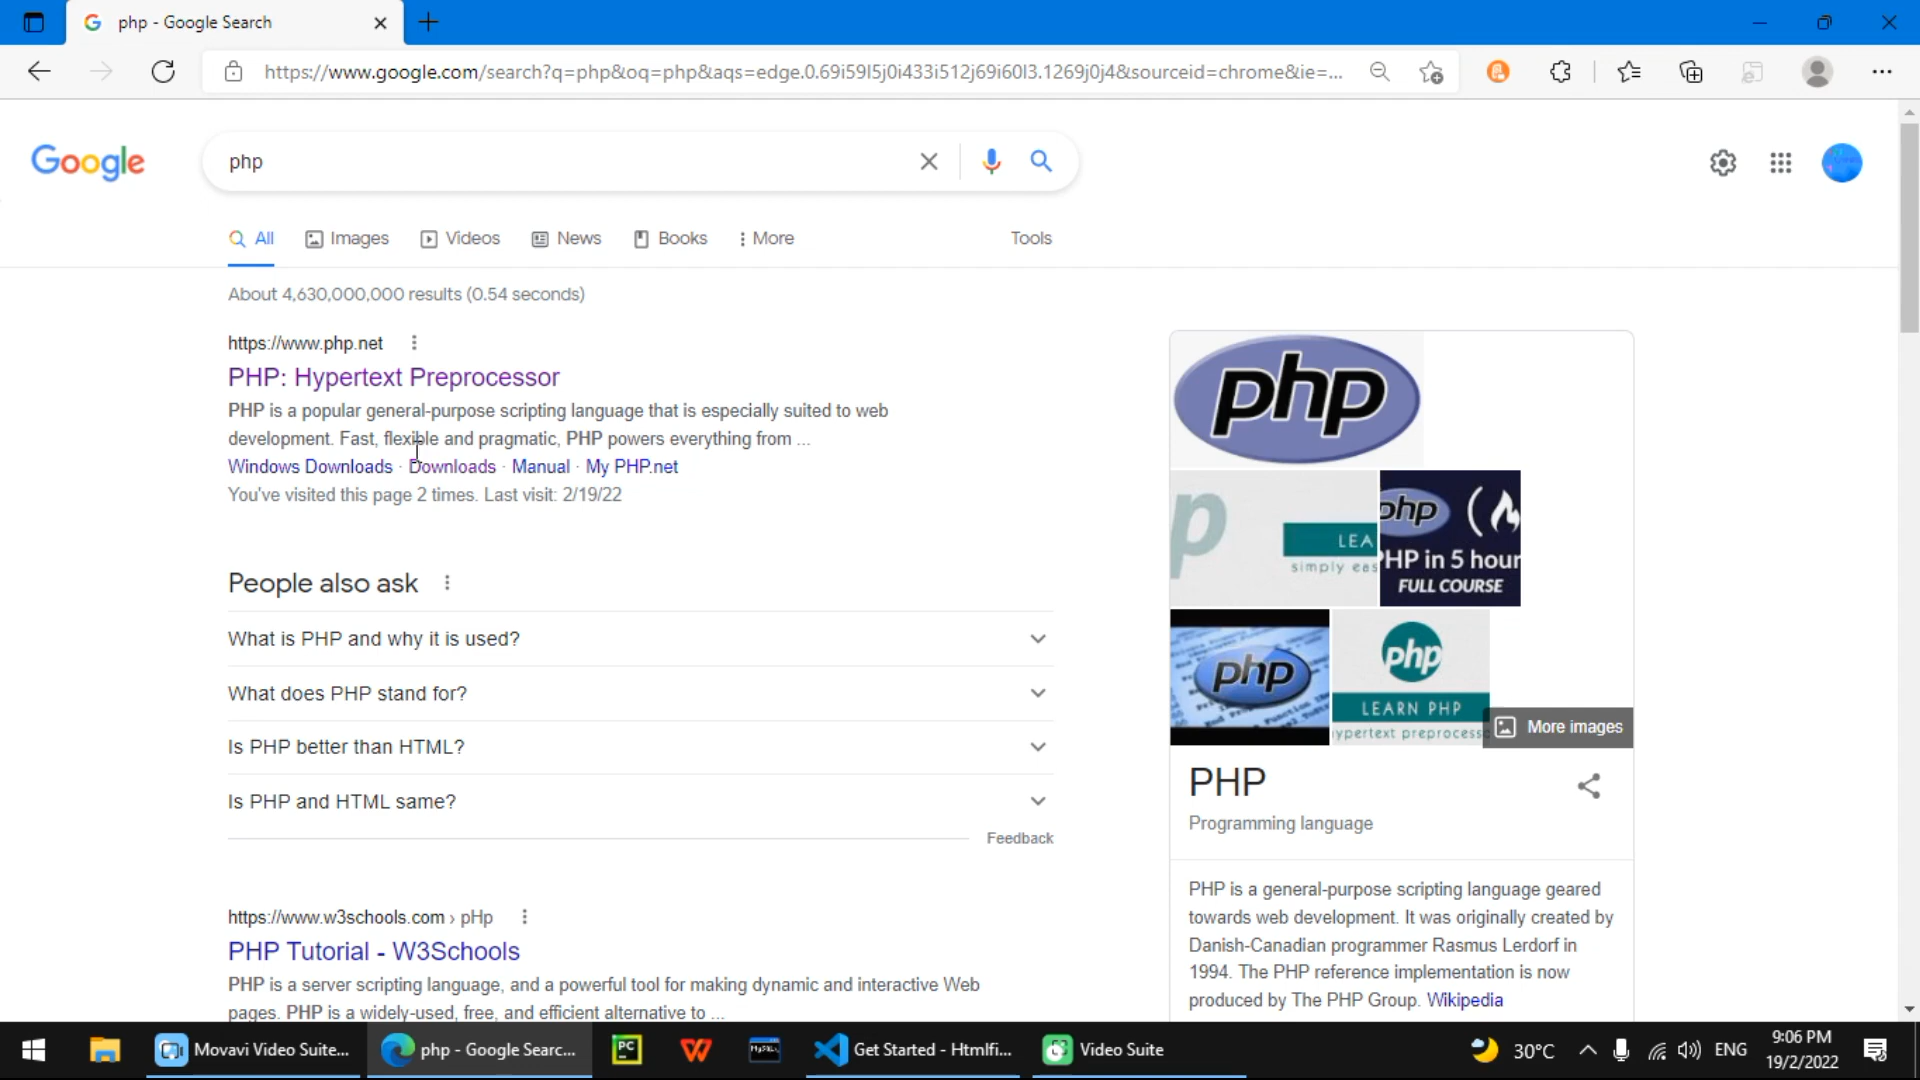 php - Google Search
https://www.google.com/search?q=php&oq=php&aqs=edge.0.69i59l5j0i433i512j69i60l3.1269j0j4&sourceid=chrome&ie=...
Google
php
All
Images
Videos
News
Books
More
Tools
About 4,630,000,000 results (0.54 seconds)
https://www.php.net
PHP: Hypertext Preprocessor
PHP is a popular general-purpose scripting language that is especially suited to web
development. Fast, flexible and pragmatic, PHP powers everything from ...
Windows Downloads · Downloads · Manual · My PHP.net
You've visited this page 2 times. Last visit: 2/19/22
People also ask
What is PHP and why it is used?
What does PHP stand for?
Is PHP better than HTML?
Is PHP and HTML same?
Feedback
https://www.w3schools.com › pHp
PHP Tutorial - W3Schools
PHP is a server scripting language, and a powerful tool for making dynamic and interactive Web
pages. PHP is a widely-used, free, and efficient alternative to ...
php
p
LEA
simply eas
php
PHP in 5 hour
FULL COURSE
php
php
LEARN PHP
hypertext preprocess
More images
PHP
Programming language
PHP is a general-purpose scripting language geared
towards web development. It was originally created by
Danish-Canadian programmer Rasmus Lerdorf in
1994. The PHP reference implementation is now
produced by The PHP Group. Wikipedia
Movavi Video Suite...
php - Google Searc...
PC
MySQL
Get Started - Htmlfi...
Video Suite
30°C
ENG
9:06 PM
19/2/2022